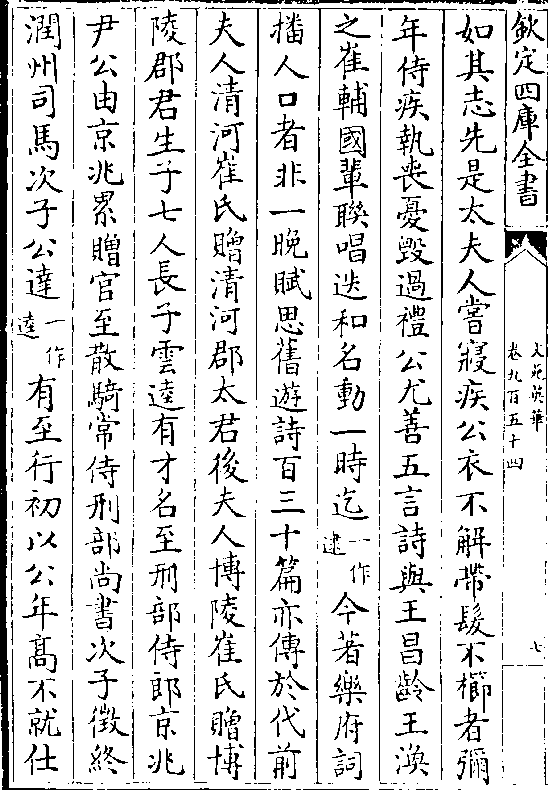 欽定四庫全書
文苑英華
卷九百五十四
七
如其志先是太夫人嘗寢疾公衣不解帶髮不櫛者彌
年侍疾執喪憂毀過禮公尤善五言詩與王昌齡王渙
之崔輔國輩聯唱迭和名動一時迄一作逮今著樂府詞
播人口者非一晚賦思舊遊詩百三十篇亦傳於代前
夫人清河崔氏贈清河郡太君後夫人博陵崔氏贈博
陵郡君生子七人長子雲逵有才名至刑部侍郎京兆
尹公由京兆累贈官至散騎常侍刑部尚書次子徵終
潤州司馬次子公達一作逵有至行初以公年髙不就仕